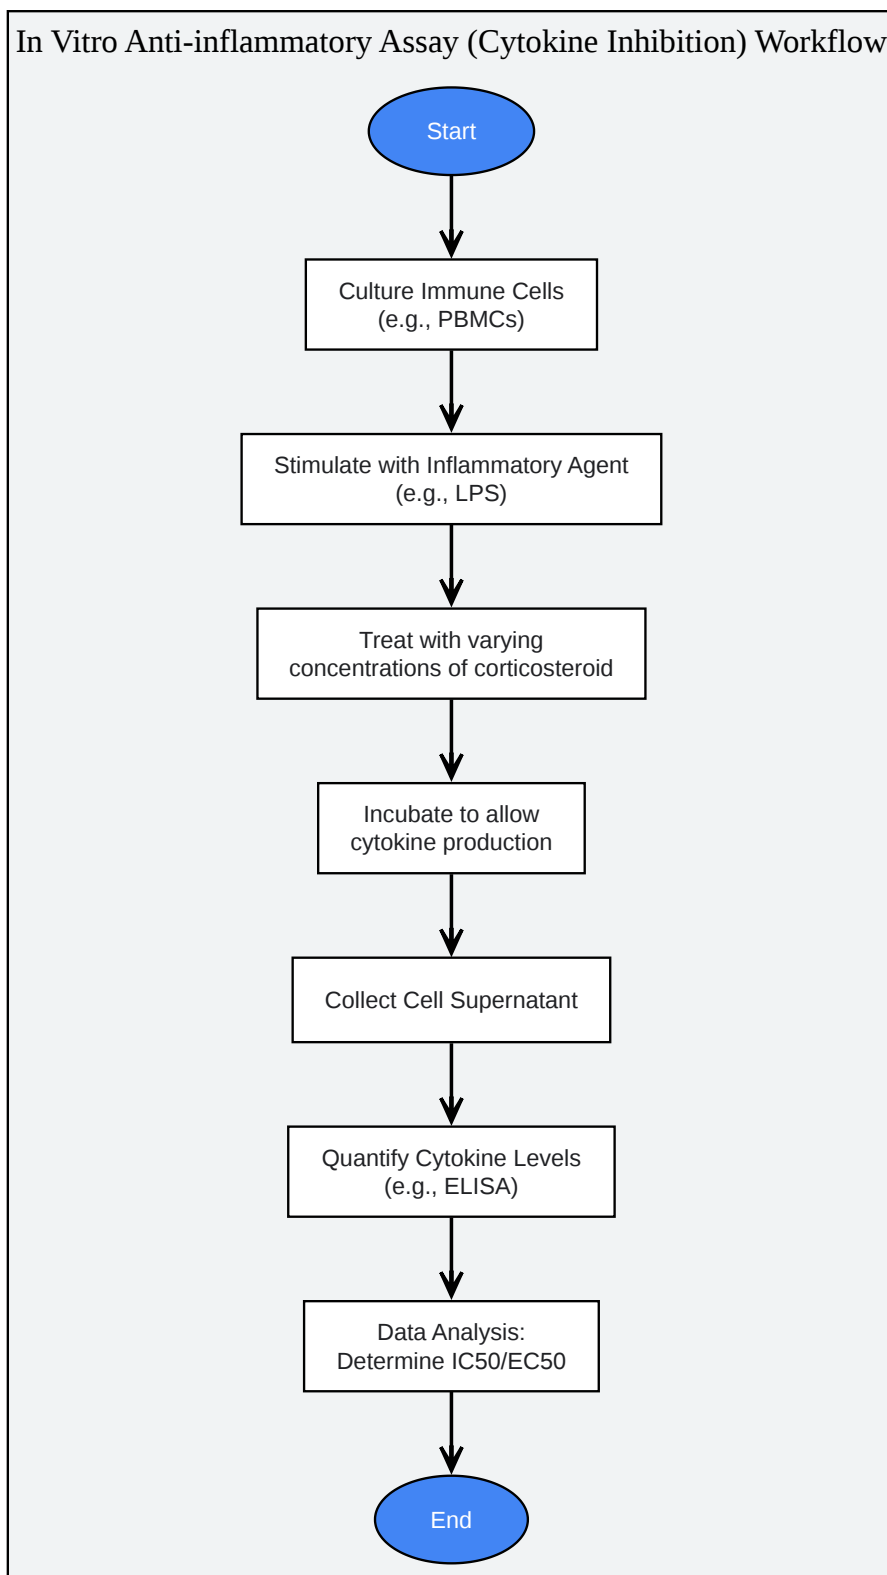 In Vitro Anti-inflammatory Assay (Cytokine Inhibition) Workflow
Start
Culture Immune Cells
(e.g., PBMCs)
Stimulate with Inflammatory Agent
(e.g., LPS)
Treat with varying
concentrations of corticosteroid
Incubate to allow
cytokine production
Collect Cell Supernatant
Quantify Cytokine Levels
(e.g., ELISA)
Data Analysis:
Determine IC50/EC50
End